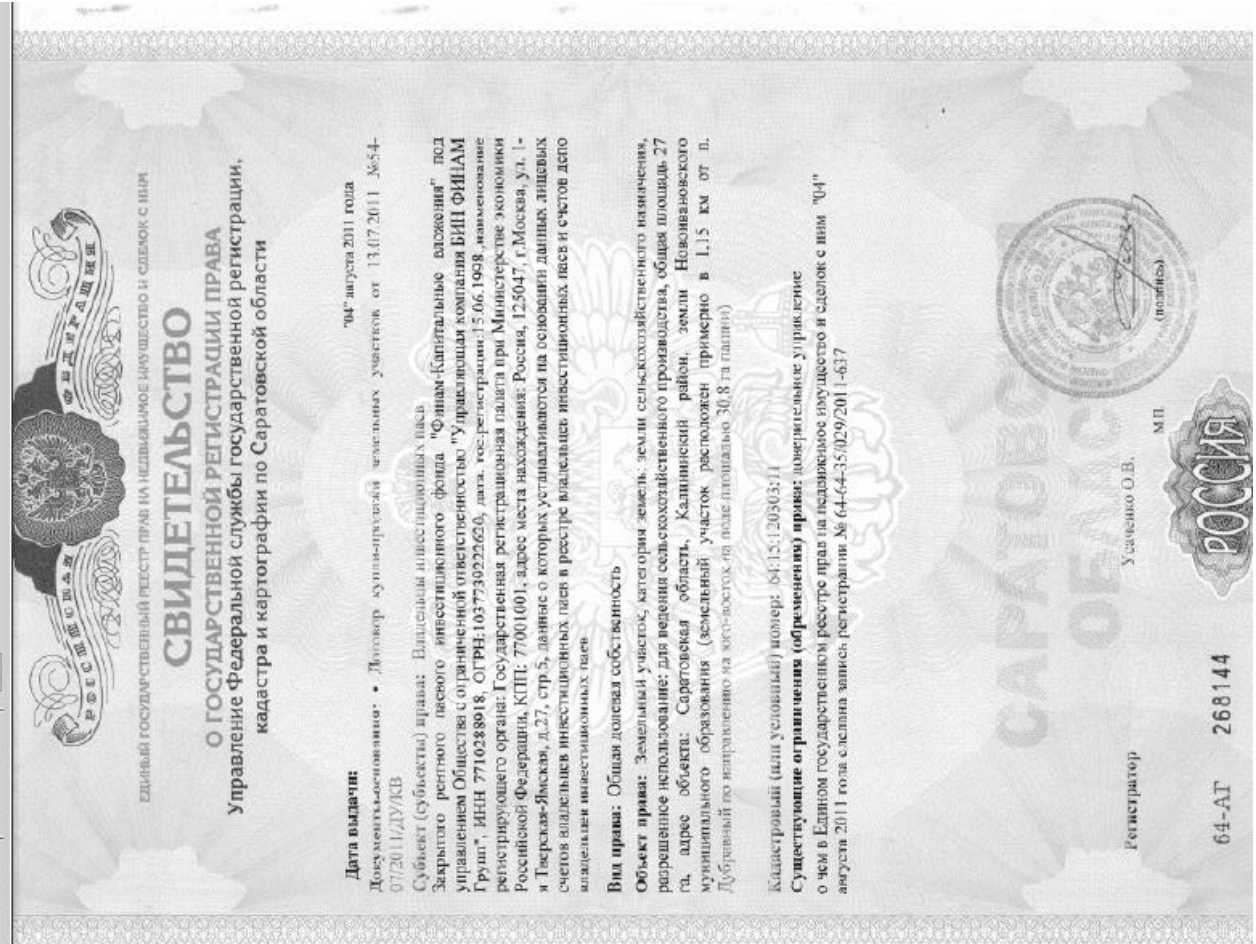 РОССИЙСКАЯ ФЕДЕРАЦИЯ
ЕДИНЫЙ ГОСУДАРСТВЕННЫЙ РЕЕСТР ПРАВ НА НЕДВИЖИМОЕ ИМУЩЕСТВО И СДЕЛОК С НИМ
СВИДЕТЕЛЬСТВО
О ГОСУДАРСТВЕННОЙ РЕГИСТРАЦИИ ПРАВА
Управление Федеральной службы государственной регистрации,
кадастра и картографии по Саратовской области
Дата выдачи: "04" августа 2011 года
Документы-основания: • Договор купли-продажи земельных участков от 13.07.2011 №54-
07/2011/ДУ/КВ
Субъект (субъекты) права: Владельцы инвестиционных паев
Закрытого рентного паевого инвестиционного фонда "Финам-Капитальные вложения" под
управлением Общества с ограниченной ответственностью "Управляющая компания БИН ФИНАМ
Групп", ИНН 7710288918, ОГРН:1037739222620, дата гос.регистрации:15.06.1998,наименование
регистрирующего органа: Государственная регистрационная палата при Министерстве экономики
Российской Федерации, КПП: 77001001, адрес места нахождения: Россия, 125047, г.Москва, ул. 1-
я Тверская-Ямская, д.27, стр.5, данные о которых устанавливаются на основании данных лицевых
счетов владельцев инвестиционных паев в реестре владельцев инвестиционных паев и счетов депо
владельцев инвестиционных паев
Вид права: Общая долевая собственность
Объект права: Земельный участок, категория земель: земли сельскохозяйственного назначения,
разрешенное использование: для ведения сельскохозяйственного производства, общая площадь 27
га, адрес объекта: Саратовская область, Калининский район, земли Новоивановского
муниципального образования (земельный участок расположен примерно в 1,15 км от п.
Дубравный по направлению на юго-восток на поле площадью 30,8 га пашни)
Кадастровый (или условный) номер: 64:15:120303:11
Существующие ограничения (обременения) права: доверительное управление
о чем в Едином государственном реестре прав на недвижимое имущество и сделок с ним "04"
августа 2011 года сделана запись регистрации № 64-64-35/029/2011-637
САРАТОВСКАЯ
ОБЛАСТЬ
Регистратор Усаченко О.В.
М.П. (подпись)
РОССИЯ
64-АГ 268144